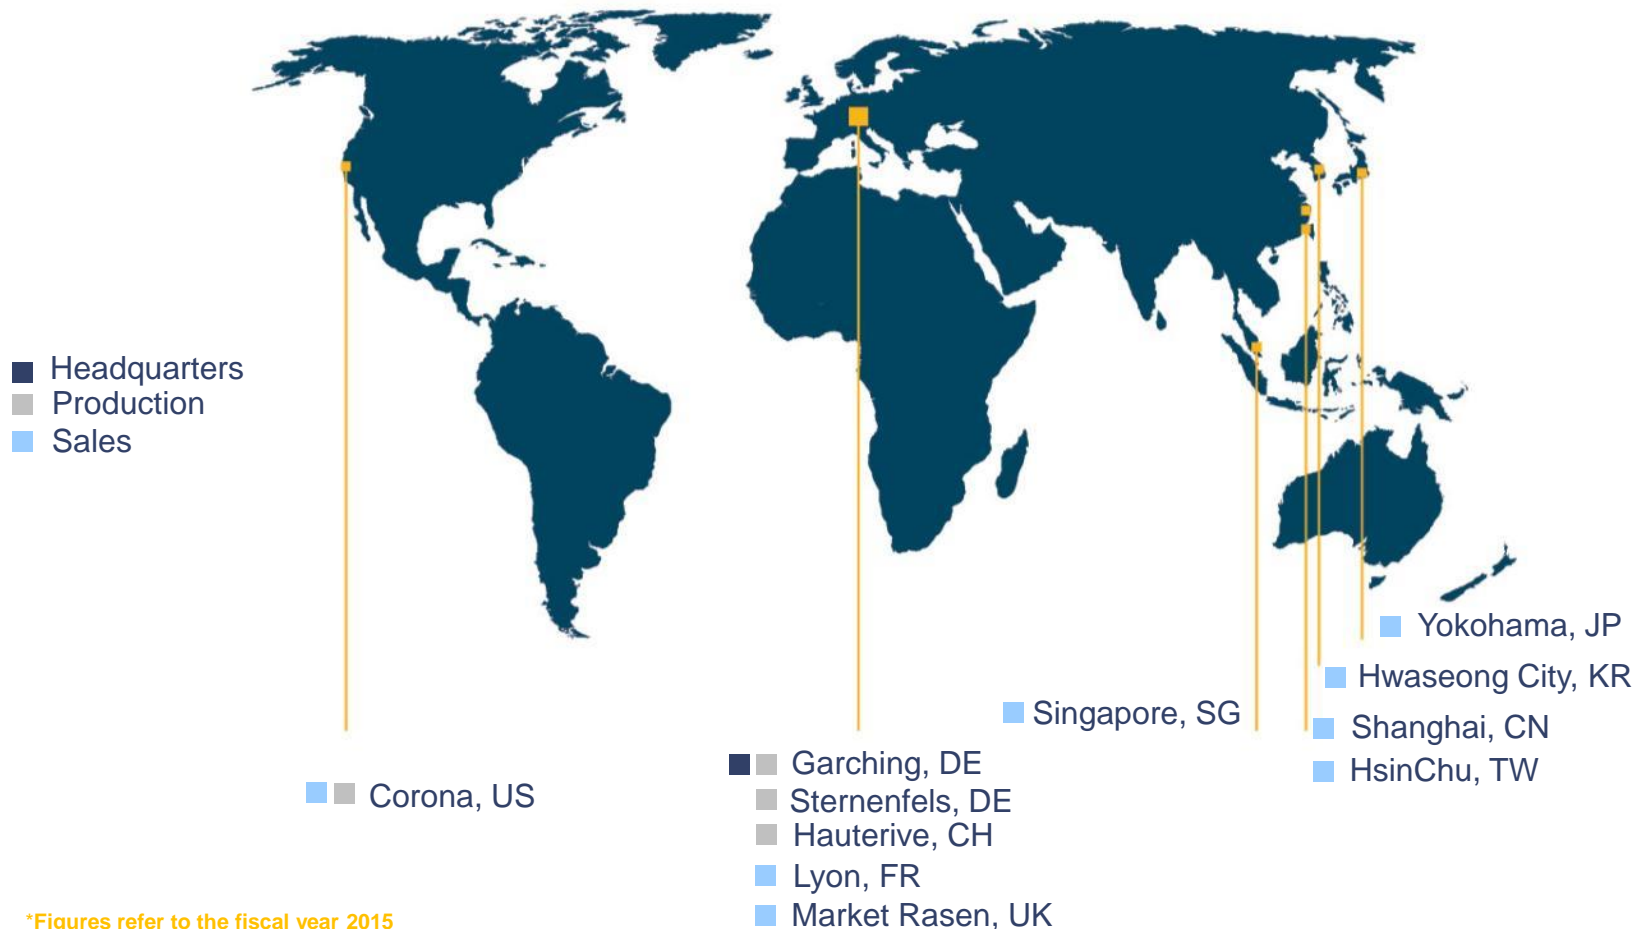 Headquarters
Production
Sales
Yokohama, JP
Hwaseong City, KR
Singapore, SG
Shanghai, CN
HsinChu, TW
Corona, US
Garching, DE
Sternenfels, DE
Hauterive, CH
Lyon, FR
Market Rasen, UK
*Figures refer to the fiscal year 2015